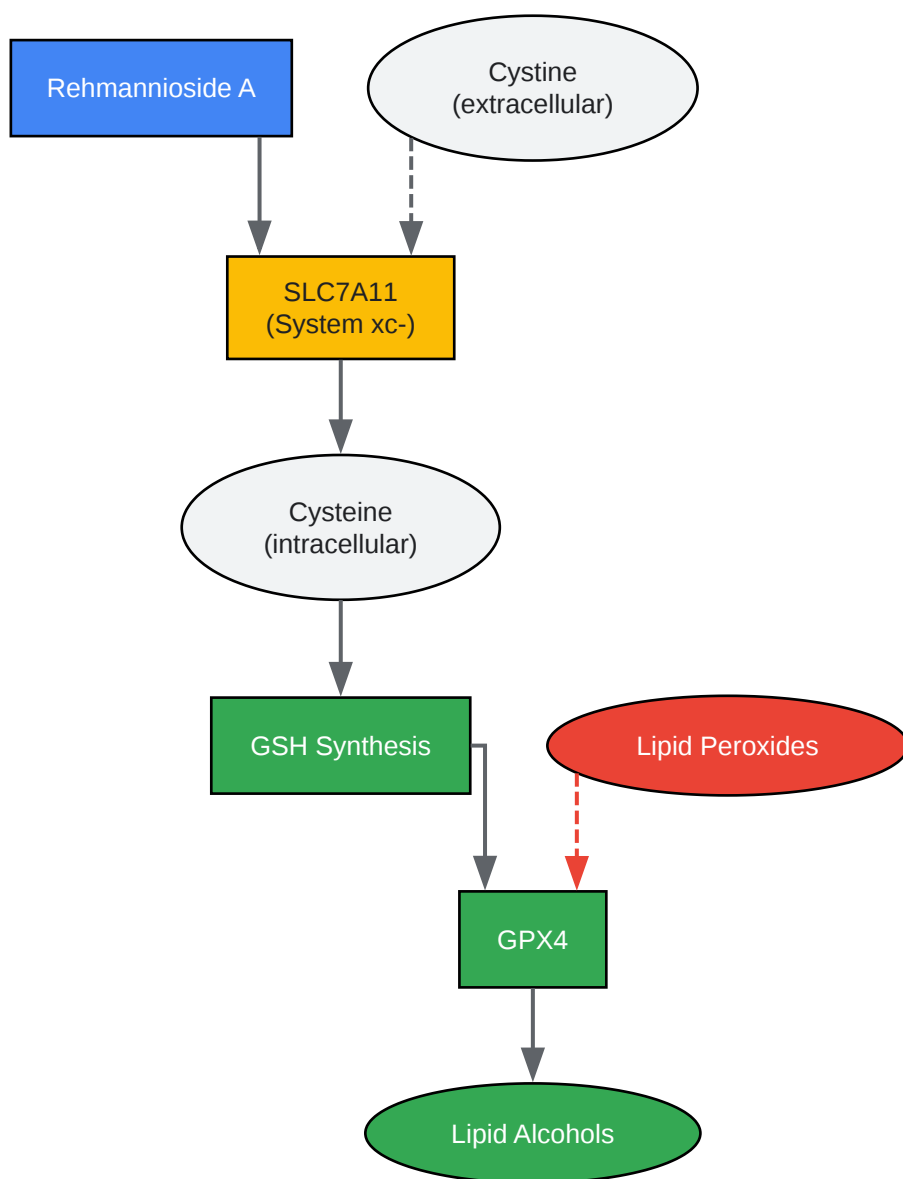 Rehmannioside A
Cystine
(extracellular)
SLC7A11
(System xc-)
Cysteine
(intracellular)
GSH Synthesis
Lipid Peroxides
GPX4
Lipid Alcohols